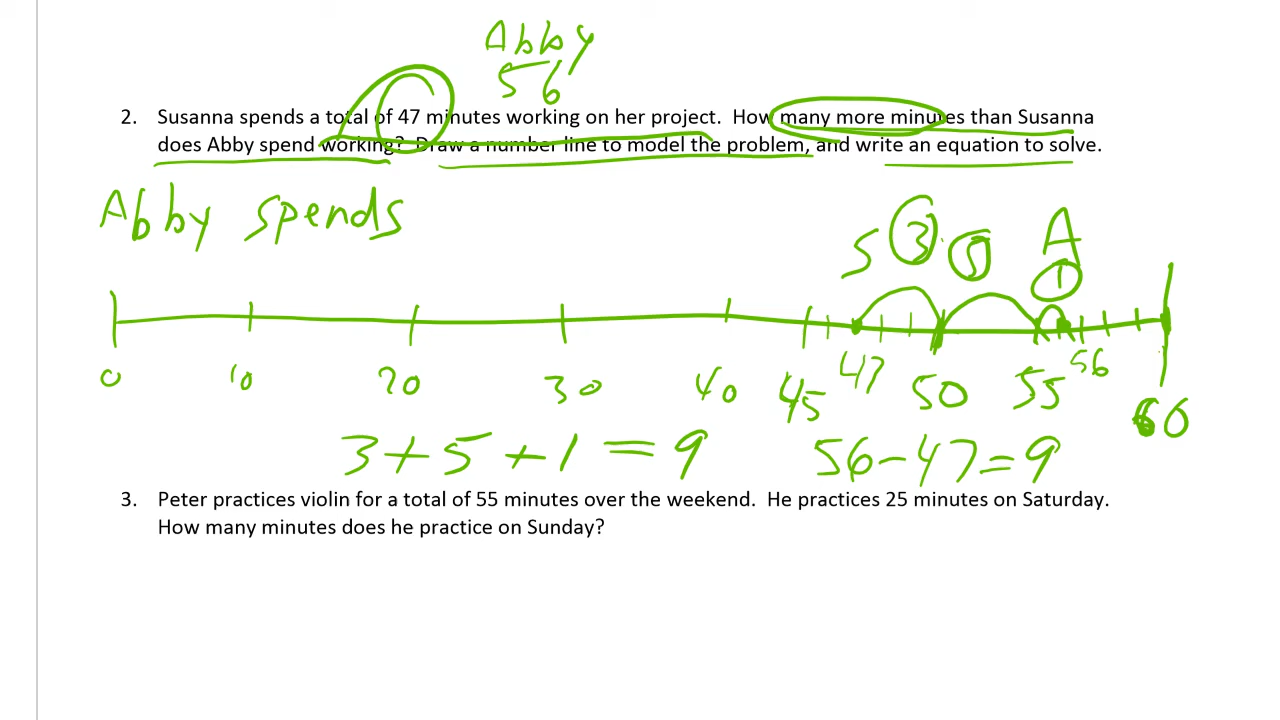 Abby
56
2. Susanna spends a total of 47 minutes working on her project. How many more minutes than Susanna
does Abby spend working? Draw a number line to model the problem, and write an equation to solve.
Abby spends
S 3 5 A
1
0 10 20 30 40 45 47 50 55 56 60
3 + 5 + 1 = 9 56 - 47 = 9
3. Peter practices violin for a total of 55 minutes over the weekend. He practices 25 minutes on Saturday.
How many minutes does he practice on Sunday?